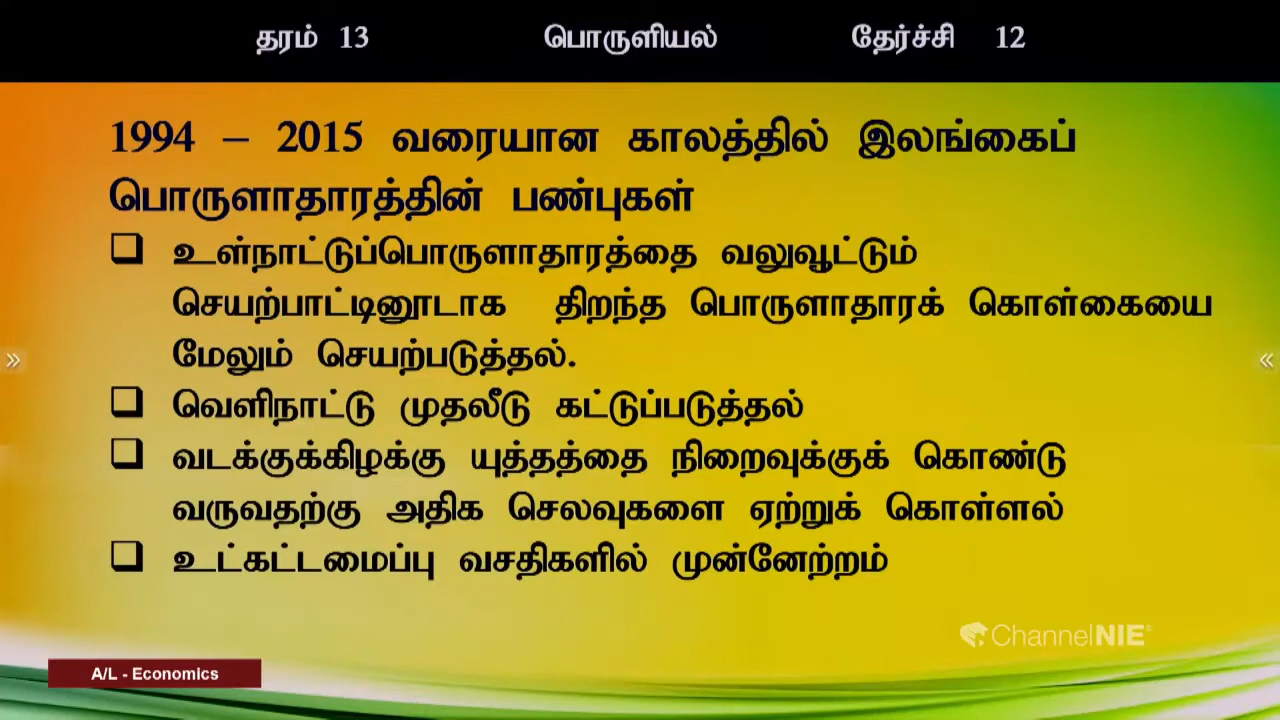 தரம் 13 பொருளியல் தேர்ச்சி 12
1994 – 2015 வரையான காலத்தில் இலங்கைப்
பொருளாதாரத்தின் பண்புகள்
❑ உள்நாட்டுப்பொருளாதாரத்தை வலுவூட்டும்
செயற்பாட்டினூடாக திறந்த பொருளாதாரக் கொள்கையை
மேலும் செயற்படுத்தல்.
❑ வெளிநாட்டு முதலீடு கட்டுப்படுத்தல்
❑ வடக்குக்கிழக்கு யுத்தத்தை நிறைவுக்குக் கொண்டு
வருவதற்கு அதிக செலவுகளை ஏற்றுக் கொள்ளல்
❑ உட்கட்டமைப்பு வசதிகளில் முன்னேற்றம்
ChannelNIE
A/L - Economics